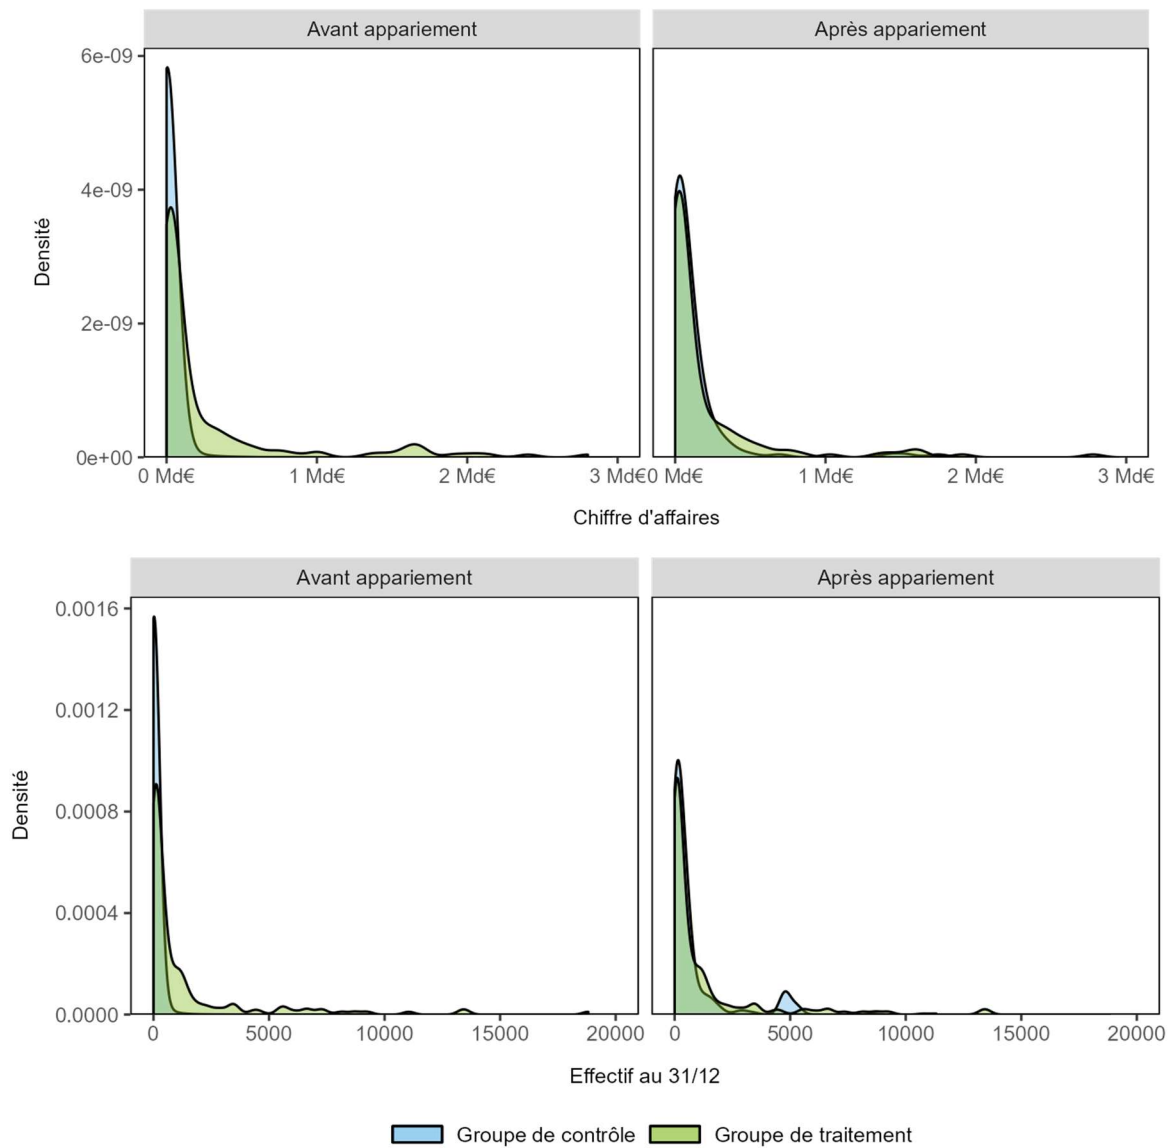 Avant appariement
Après appariement
6e-09
4e-09
2e-09
0e+00
Densité
0 Md€ 1 Md€ 2 Md€ 3 Md€
0 Md€ 1 Md€ 2 Md€ 3 Md€
Chiffre d'affaires
Avant appariement
Après appariement
0.0016
0.0012
0.0008
0.0004
0.0000
Densité
0 5000 10000 15000 20000
0 5000 10000 15000 20000
Effectif au 31/12
Groupe de contrôle Groupe de traitement